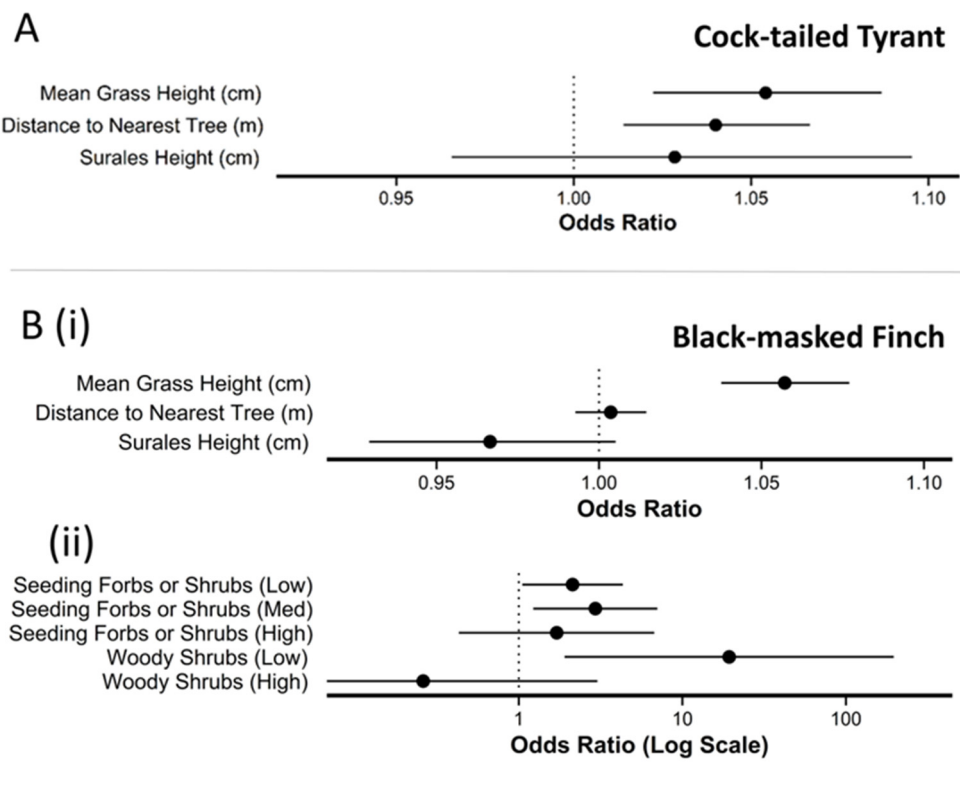 A
Cock-tailed Tyrant
Mean Grass Height (cm)
Distance to Nearest Tree (m)
Surales Height (cm)
0.95 1.00 1.05 1.10
Odds Ratio
B (i)
Black-masked Finch
Mean Grass Height (cm)
Distance to Nearest Tree (m)
Surales Height (cm)
0.95 1.00 1.05 1.10
Odds Ratio
(ii)
Seeding Forbs or Shrubs (Low)
Seeding Forbs or Shrubs (Med)
Seeding Forbs or Shrubs (High)
Woody Shrubs (Low)
Woody Shrubs (High)
1 10 100
Odds Ratio (Log Scale)